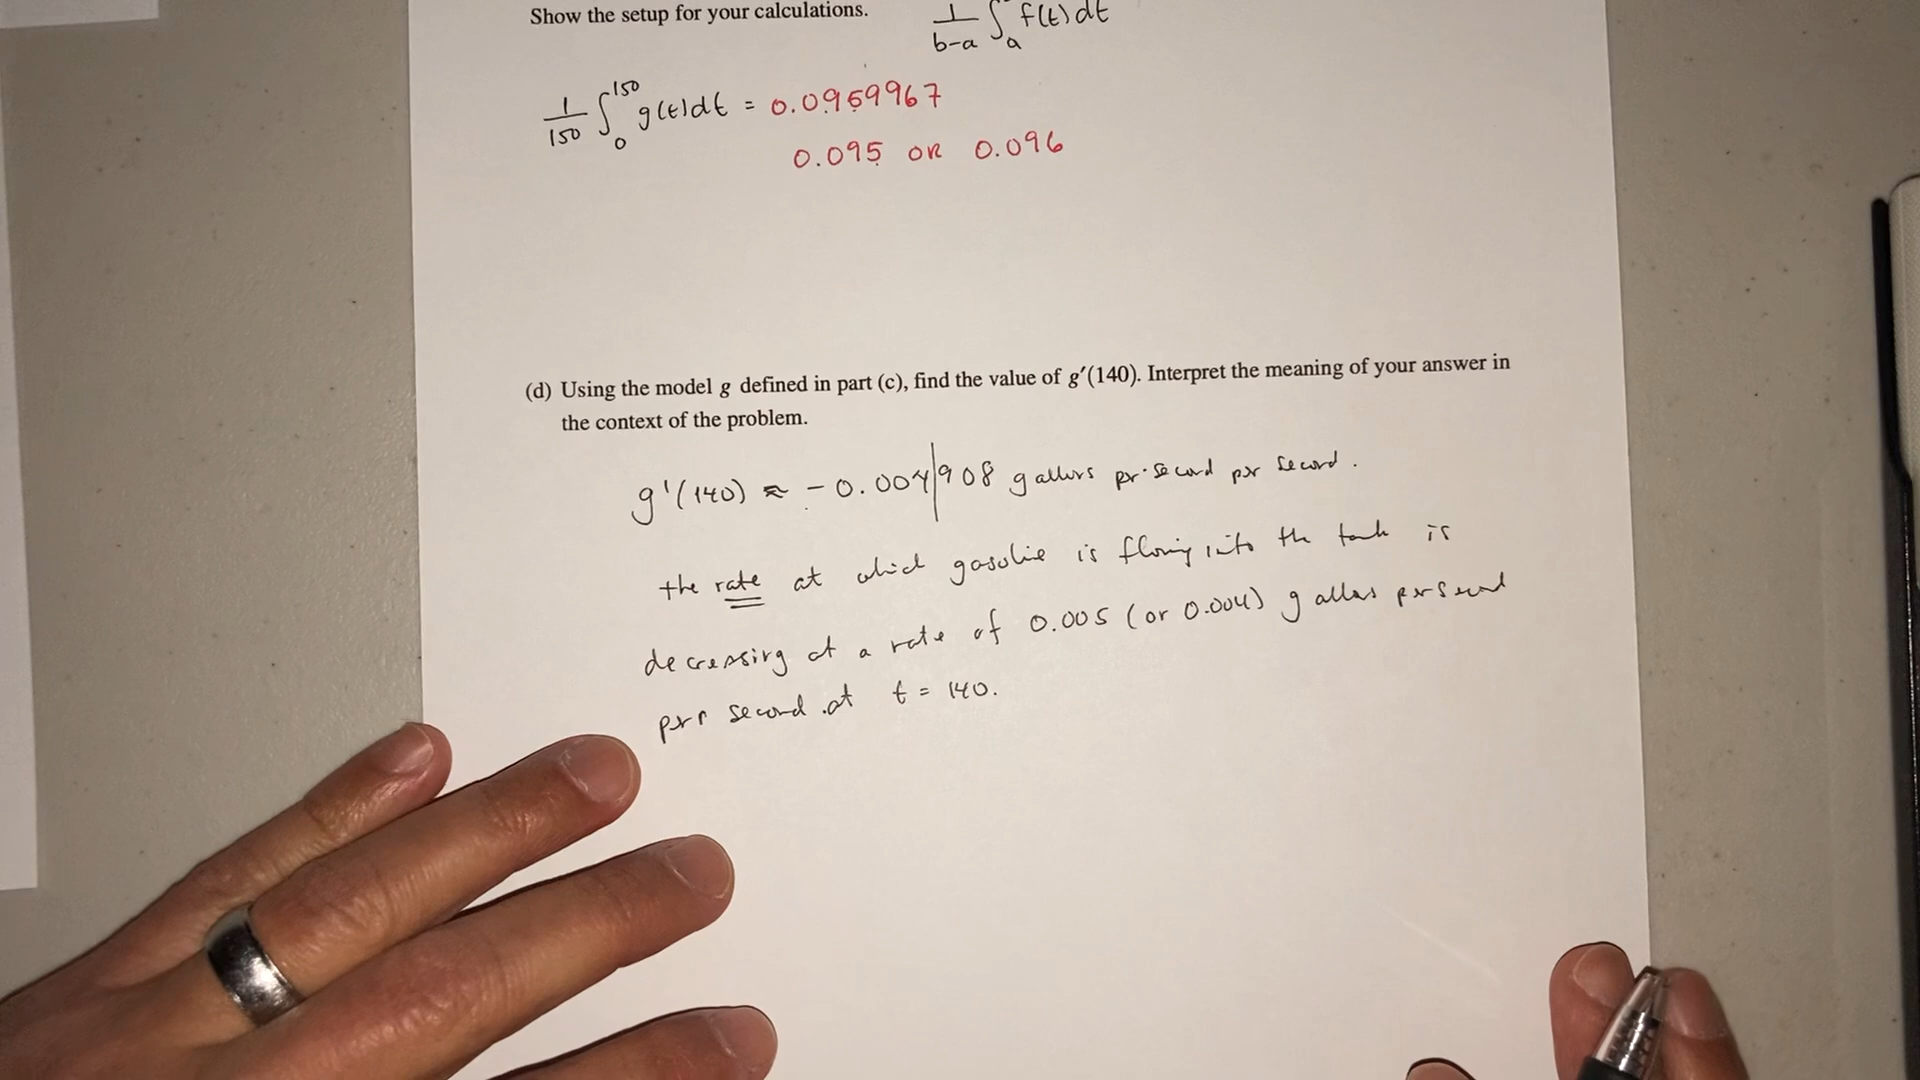 Show the setup for your calculations.
1/(b-a) ∫ₐ f(t)dt
1/150 ∫₀¹⁵⁰ g(t)dt = 0.0959967
0.095 OR 0.096
(d) Using the model g defined in part (c), find the value of g′(140). Interpret the meaning of your answer in
the context of the problem.
g'(140) ≈ -0.004|908 gallons per second per second.
the rate at which gasoline is flowing into the tank is
decreasing at a rate of 0.005 (or 0.004) gallons per second
per second at t = 140.